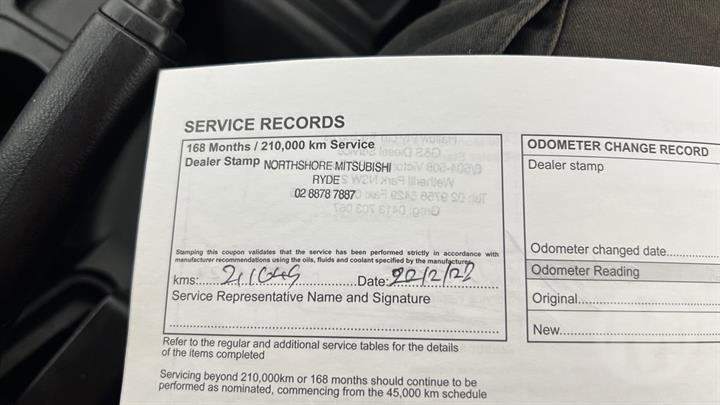 SERVICE RECORDS
168 Months / 210,000 km Service
Dealer Stamp NORTHSHORE MITSUBISHI
RYDE
02 8878 7887
Stamping this coupon validates that the service has been performed strictly in accordance with
manufacturer recommendations using the oils, fluids and coolant specified by the manufacturer.
kms: Date: 22/2/22
Service Representative Name and Signature
Refer to the regular and additional service tables for the details
of the items completed
Servicing beyond 210,000km or 168 months should continue to be
performed as nominated, commencing from the 45,000 km schedule
ODOMETER CHANGE RECORD
Dealer stamp
Odometer changed date
Odometer Reading
Original
New